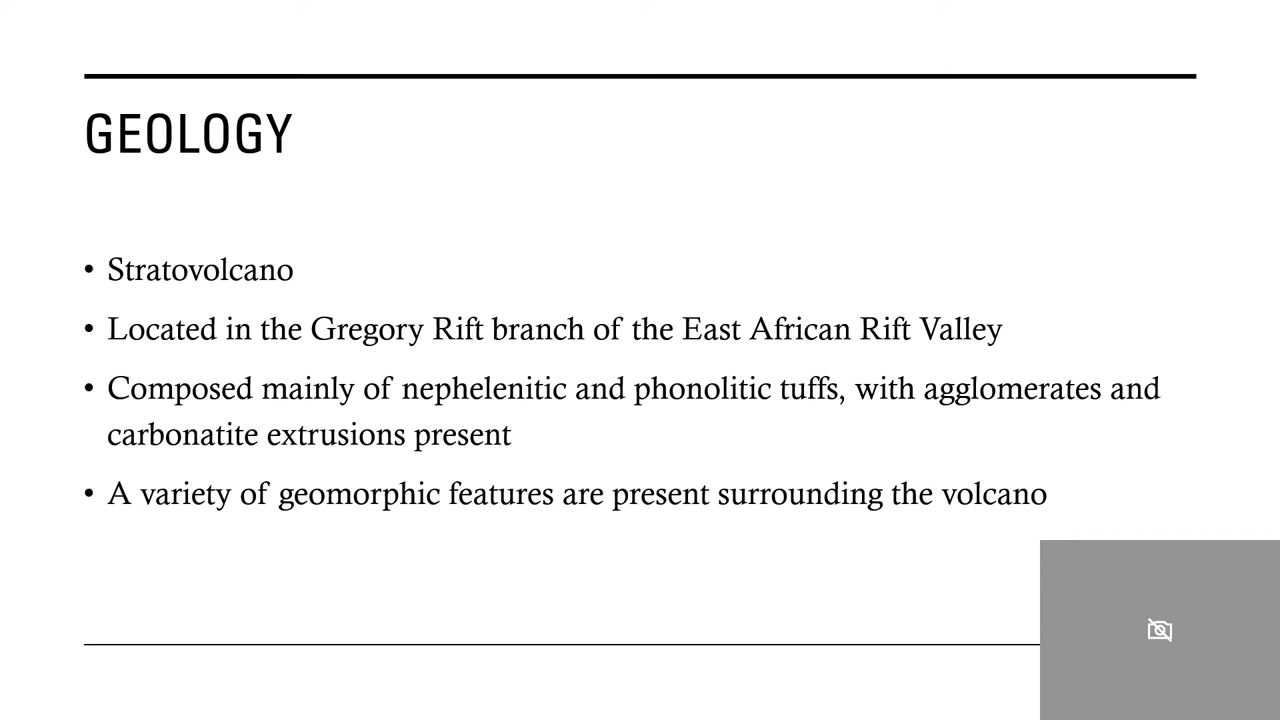 GEOLOGY
• Stratovolcano
• Located in the Gregory Rift branch of the East African Rift Valley
• Composed mainly of nephelenitic and phonolitic tuffs, with agglomerates and
carbonatite extrusions present
• A variety of geomorphic features are present surrounding the volcano